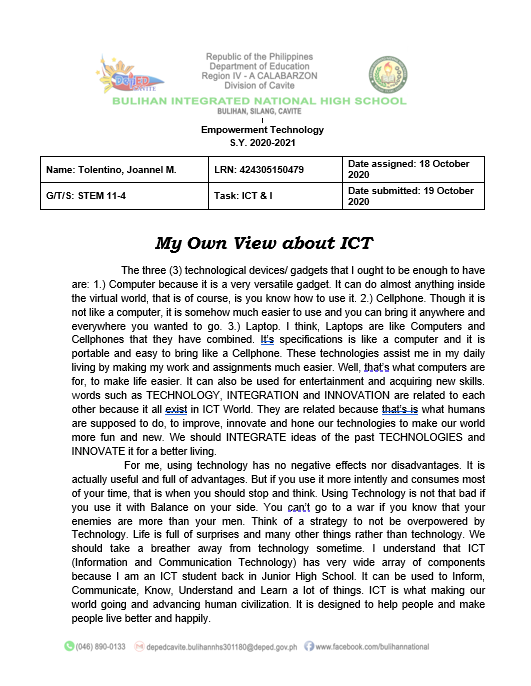 Republic of the Philippines
Department of Education
Region IV - A CALABARZON
Division of Cavite
DepED
CAVITE
BULIHAN INTEGRATED NATIONAL HIGH SCHOOL
BULIHAN, SILANG, CAVITE
Empowerment Technology
S.Y. 2020-2021
Name: Tolentino, Joannel M. LRN: 424305150479 Date assigned: 18 October
2020
G/T/S: STEM 11-4 Task: ICT & I Date submitted: 19 October
2020
My Own View about ICT
The three (3) technological devices/ gadgets that I ought to be enough to have
are: 1.) Computer because it is a very versatile gadget. It can do almost anything inside
the virtual world, that is of course, is you know how to use it. 2.) Cellphone. Though it is
not like a computer, it is somehow much easier to use and you can bring it anywhere and
everywhere you wanted to go. 3.) Laptop. I think, Laptops are like Computers and
Cellphones that they have combined. It's specifications is like a computer and it is
portable and easy to bring like a Cellphone. These technologies assist me in my daily
living by making my work and assignments much easier. Well, that's what computers are
for, to make life easier. It can also be used for entertainment and acquiring new skills.
words such as TECHNOLOGY, INTEGRATION and INNOVATION are related to each
other because it all exist in ICT World. They are related because that's is what humans
are supposed to do, to improve, innovate and hone our technologies to make our world
more fun and new. We should INTEGRATE ideas of the past TECHNOLOGIES and
INNOVATE it for a better living.
For me, using technology has no negative effects nor disadvantages. It is
actually useful and full of advantages. But if you use it more intently and consumes most
of your time, that is when you should stop and think. Using Technology is not that bad if
you use it with Balance on your side. You can't go to a war if you know that your
enemies are more than your men. Think of a strategy to not be overpowered by
Technology. Life is full of surprises and many other things rather than technology. We
should take a breather away from technology sometime. I understand that ICT
(Information and Communication Technology) has very wide array of components
because I am an ICT student back in Junior High School. It can be used to Inform,
Communicate, Know, Understand and Learn a lot of things. ICT is what making our
world going and advancing human civilization. It is designed to help people and make
people live better and happily.
(046) 890-0133 depedcavite.bulihannhs301180@deped.gov.ph www.facebook.com/bulihannational